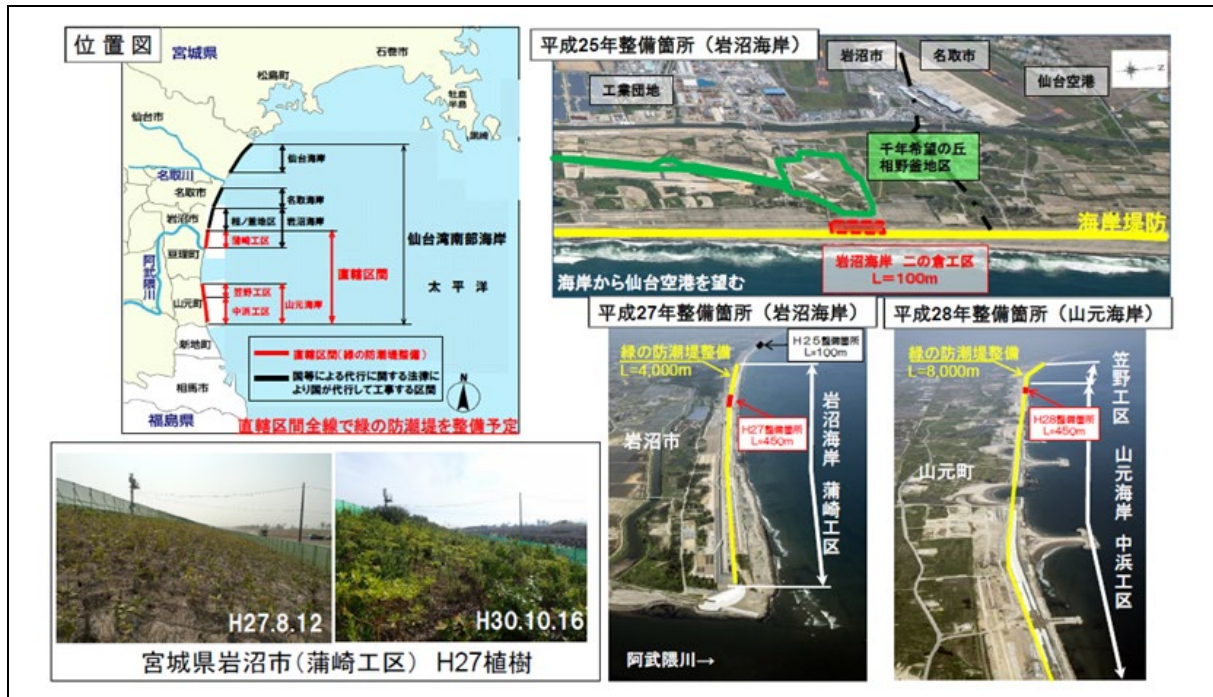 位置図
宮城県
石巻市
松島町
牡鹿
半島
仙台市
仙台海岸
名取川
名取市
名取海岸
岩沼市
相ノ釜地区
岩沼海岸
蒲崎工区
仙台湾南部海岸
亘理町
阿武隈川
直轄区間
太平洋
山元町
笠野工区
中浜工区
山元海岸
新地町
相馬市
福島県
直轄区間(緑の防潮堤整備)
国等による代行に関する法律に
より国が代行して工事する区間
N
直轄区間全線で緑の防潮堤を整備予定
平成25年整備箇所(岩沼海岸)
岩沼市
名取市
仙台空港
工業団地
千年希望の丘
相野釜地区
海岸堤防
岩沼海岸 二の倉工区
L=100m
海岸から仙台空港を望む
平成27年整備箇所(岩沼海岸)
緑の防潮堤整備
L=4,000m
H25整備箇所
L=100m
H27整備箇所
L=450m
岩沼市
岩沼海岸 蒲崎工区
阿武隈川→
平成28年整備箇所(山元海岸)
緑の防潮堤整備
L=8,000m
H28整備箇所
L=450m
山元町
笠野工区
山元海岸
中浜工区
H27.8.12
H30.10.16
宮城県岩沼市(蒲崎工区) H27植樹